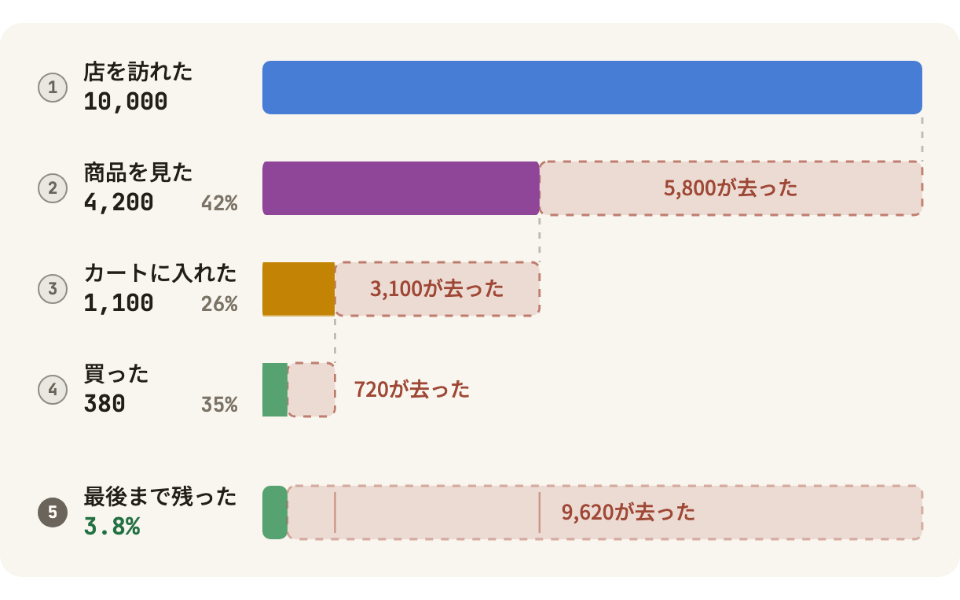 1
店を訪れた
10,000
2
商品を見た
4,200 42%
5,800が去った
3
カートに入れた
1,100 26%
3,100が去った
4
買った
380 35%
720が去った
5
最後まで残った
3.8%
9,620が去った